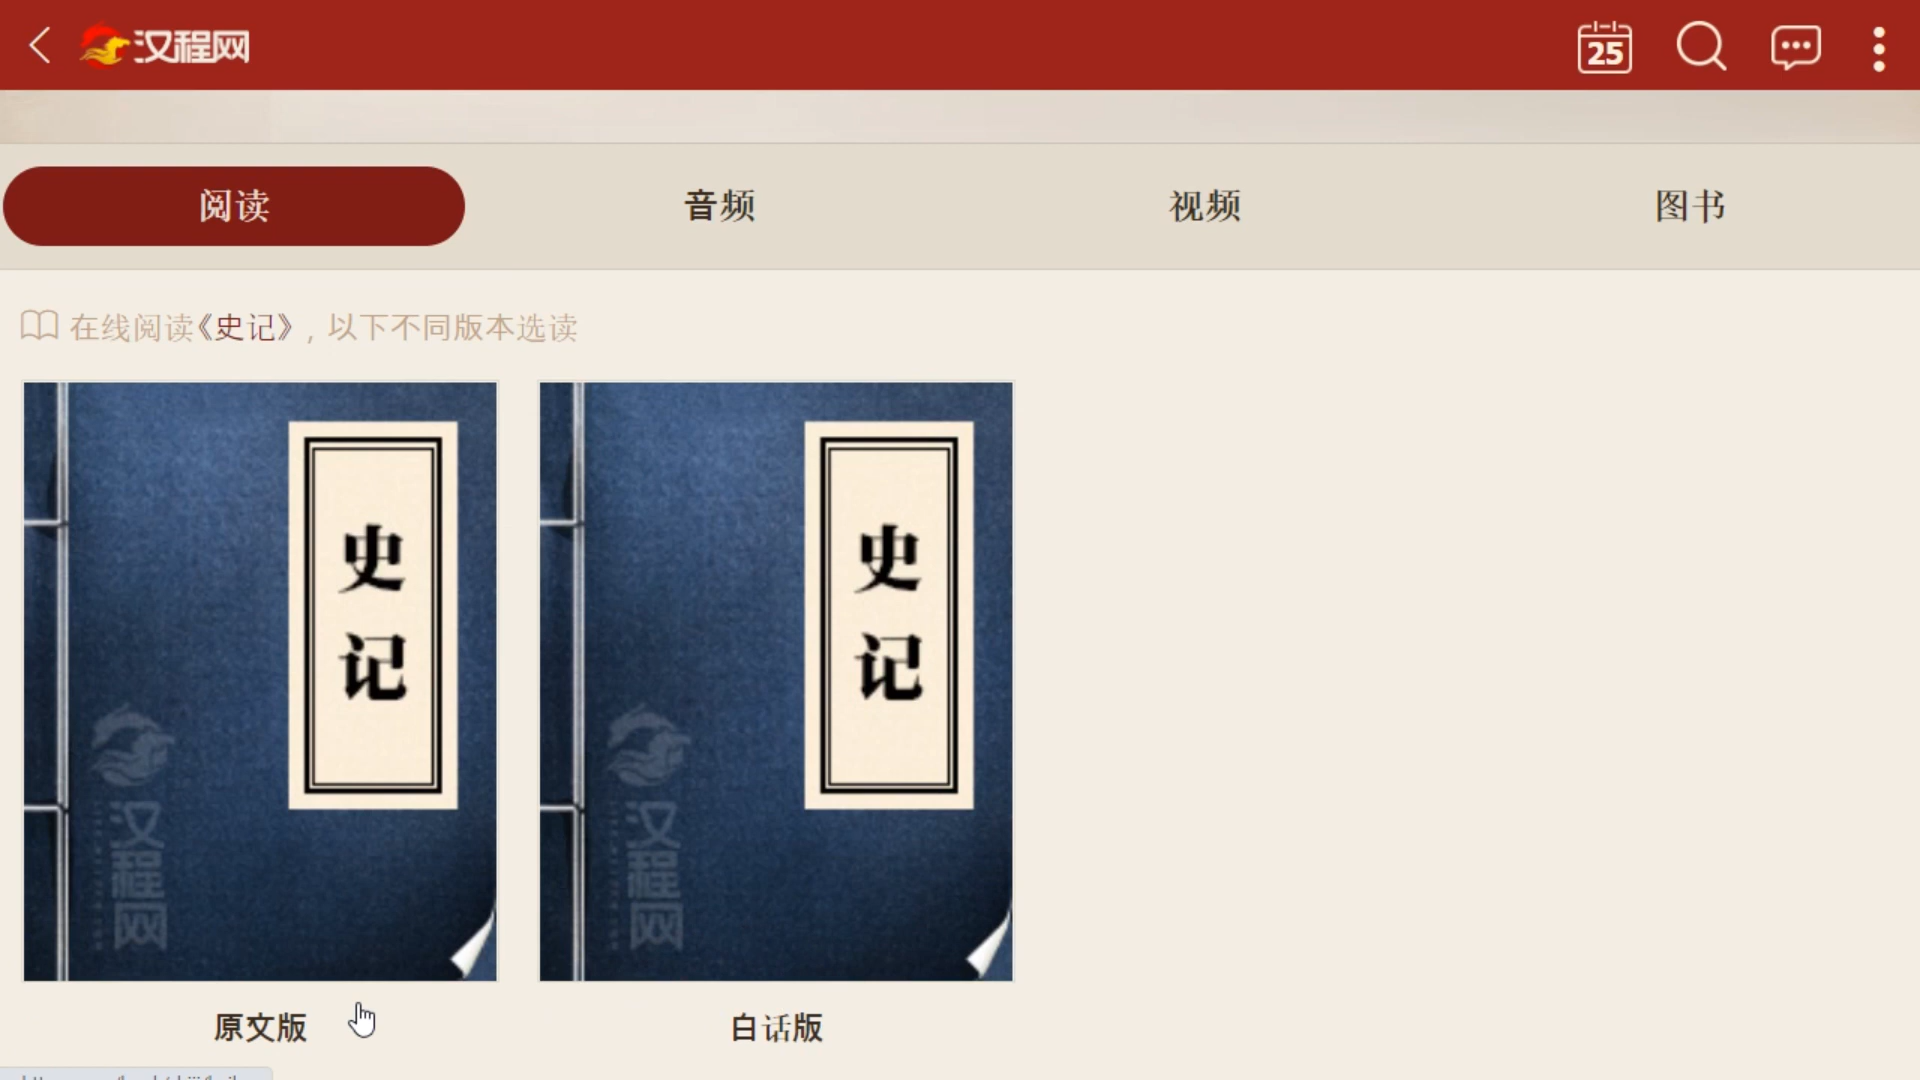 汉程网
25
阅读
音频
视频
图书
在线阅读《史记》, 以下不同版本选读
史记
汉程网
史记
汉程网
原文版
白话版